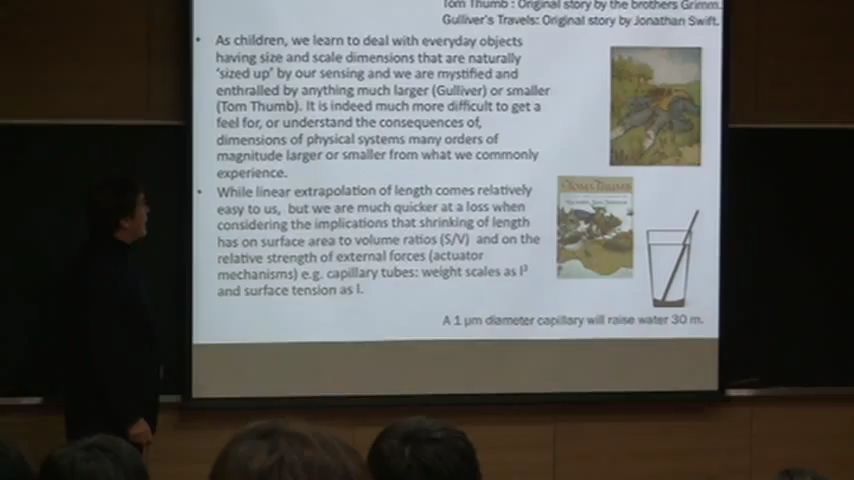 Tom Thumb : Original story by the brothers Grimm.
Gulliver's Travels: Original story by Jonathan Swift.
• As children, we learn to deal with everyday objects
having size and scale dimensions that are naturally
'sized up' by our sensing and we are mystified and
enthralled by anything much larger (Gulliver) or smaller
(Tom Thumb). It is indeed much more difficult to get a
feel for, or understand the consequences of,
dimensions of physical systems many orders of
magnitude larger or smaller from what we commonly
experience.
• While linear extrapolation of length comes relatively
easy to us, but we are much quicker at a loss when
considering the implications that shrinking of length
has on surface area to volume ratios (S/V) and on the
relative strength of external forces (actuator
mechanisms) e.g. capillary tubes: weight scales as l³
and surface tension as l.
TOM THUMB
A 1 µm diameter capillary will raise water 30 m.